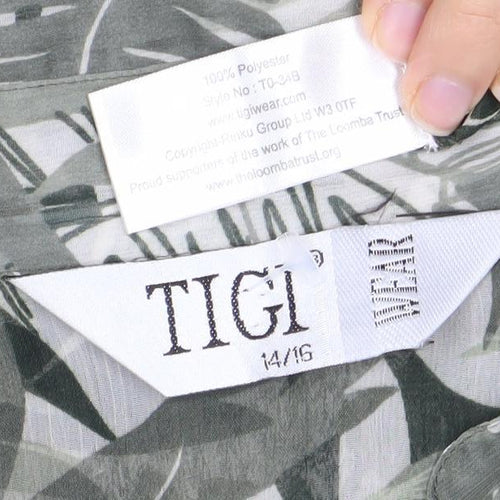 100% Polyester
Style No : T0-34B
www.tigiwear.com
Copyright-Rinku Group Ltd W3 0TF
Proud supporters of the work of The Loomba Trust
www.theloombatrust.org
TIGI®
WEAR
14/16